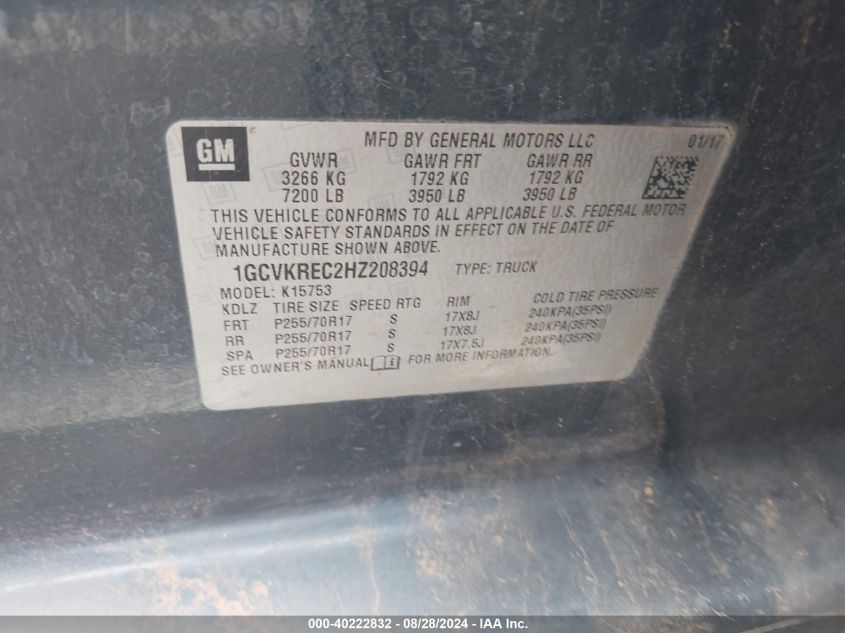 GM
MFD BY GENERAL MOTORS LLC 01/17
GVWR GAWR FRT GAWR RR
3266 KG 1792 KG 1792 KG
7200 LB 3950 LB 3950 LB
THIS VEHICLE CONFORMS TO ALL APPLICABLE U.S. FEDERAL MOTOR
VEHICLE SAFETY STANDARDS IN EFFECT ON THE DATE OF
MANUFACTURE SHOWN ABOVE.
1GCVKREC2HZ208394 TYPE: TRUCK
MODEL: K15753
KDLZ TIRE SIZE SPEED RTG RIM COLD TIRE PRESSURE
FRT P255/70R17 S 17X8J 240KPA(35PSI)
RR P255/70R17 S 17X8J 240KPA(35PSI)
SPA P255/70R17 S 17X7.5J 240KPA(35PSI)
SEE OWNER'S MANUAL FOR MORE INFORMATION.
000-40222832 - 08/28/2024 - IAA Inc.